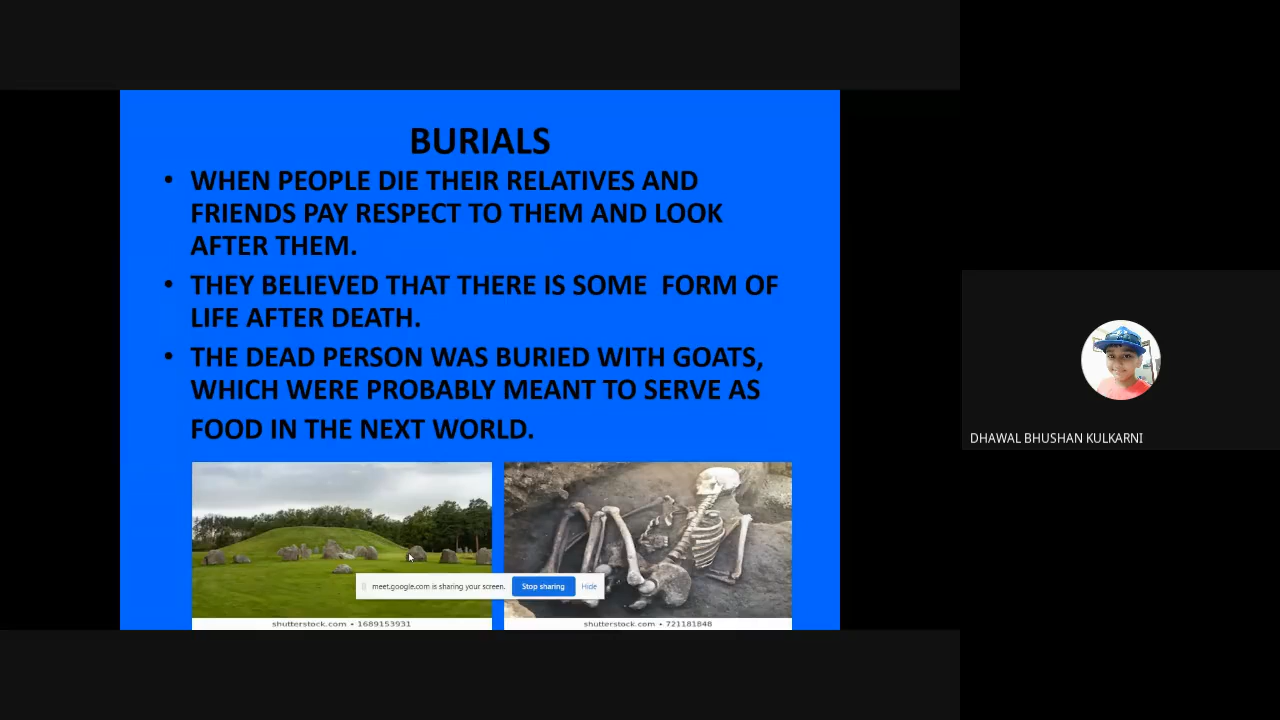 BURIALS
• WHEN PEOPLE DIE THEIR RELATIVES AND
FRIENDS PAY RESPECT TO THEM AND LOOK
AFTER THEM.
• THEY BELIEVED THAT THERE IS SOME FORM OF
LIFE AFTER DEATH.
• THE DEAD PERSON WAS BURIED WITH GOATS,
WHICH WERE PROBABLY MEANT TO SERVE AS
FOOD IN THE NEXT WORLD.
meet.google.com is sharing your screen. Stop sharing Hide
shutterstock.com • 1689153931
shutterstock.com • 721181848
DHAWAL BHUSHAN KULKARNI